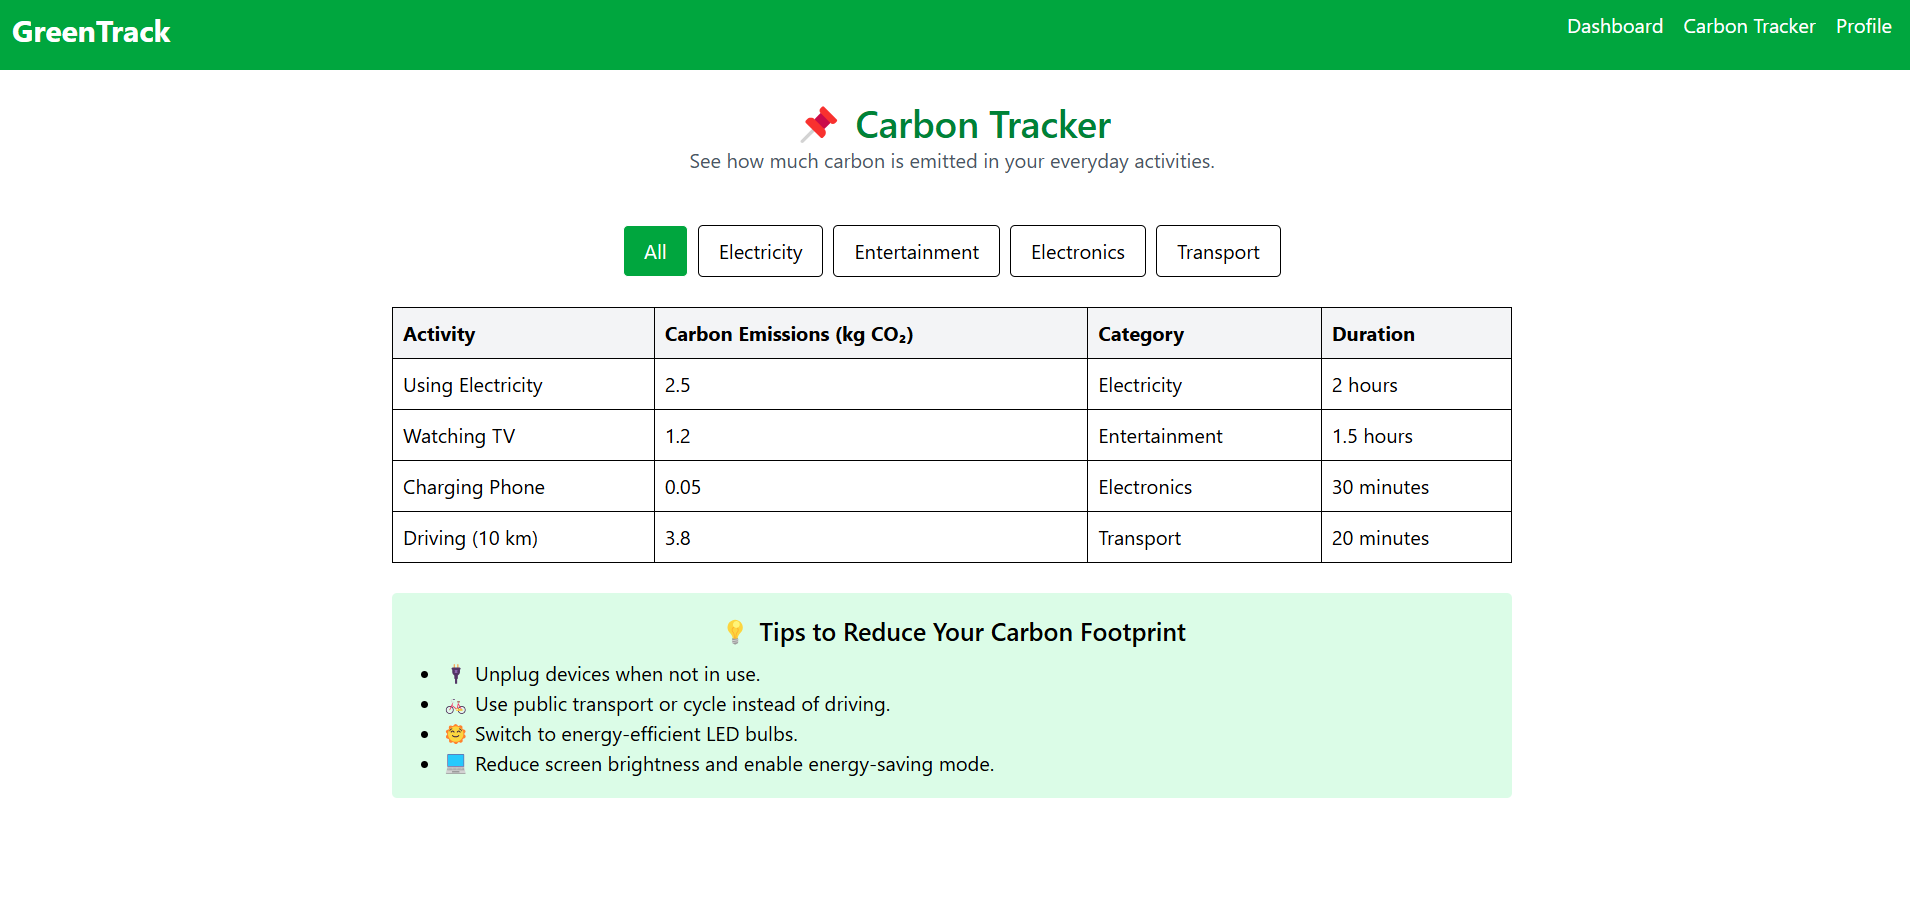 GreenTrack
Dashboard Carbon Tracker Profile
Carbon Tracker
See how much carbon is emitted in your everyday activities.
All Electricity Entertainment Electronics Transport
Activity Carbon Emissions (kg CO₂) Category Duration
Using Electricity 2.5 Electricity 2 hours
Watching TV 1.2 Entertainment 1.5 hours
Charging Phone 0.05 Electronics 30 minutes
Driving (10 km) 3.8 Transport 20 minutes
Tips to Reduce Your Carbon Footprint
Unplug devices when not in use.
Use public transport or cycle instead of driving.
Switch to energy-efficient LED bulbs.
Reduce screen brightness and enable energy-saving mode.